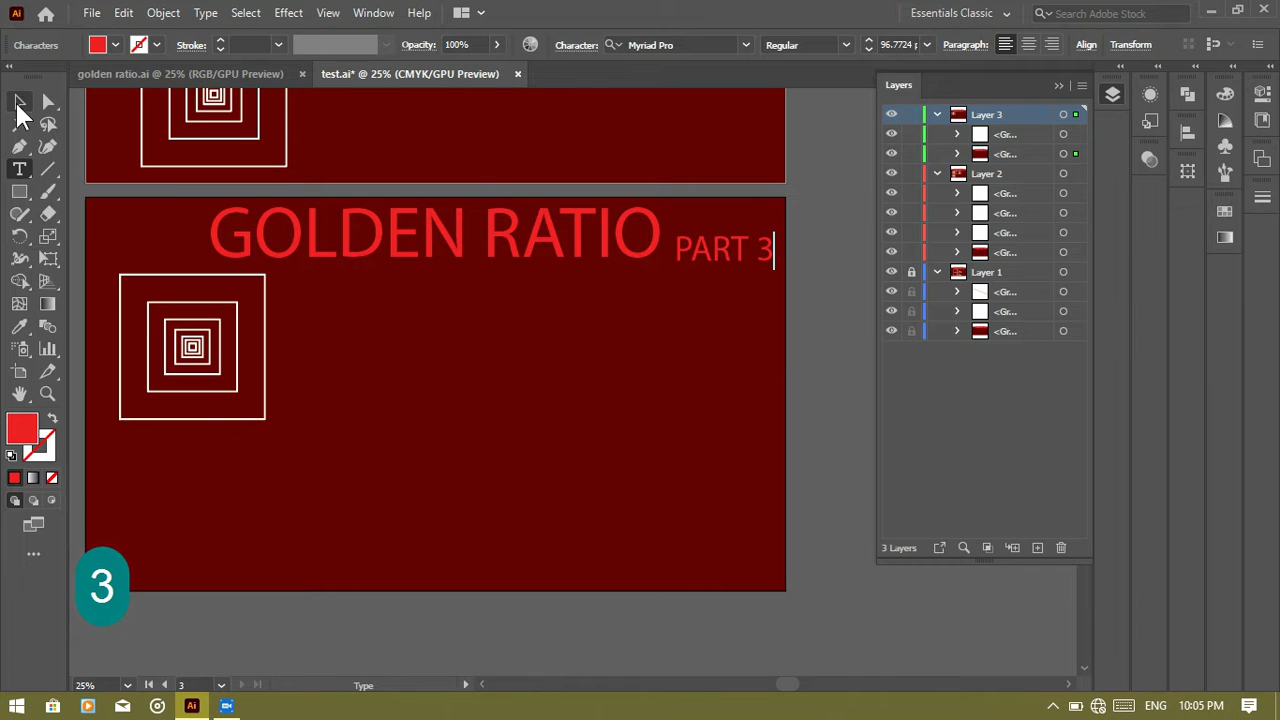 Ai File Edit Object Type Select Effect View Window Help Essentials Classic Search Adobe Stock
Characters Stroke: Opacity: 100% Character: Myriad Pro Regular 96.7724 p Paragraph: Align Transform
golden ratio.ai @ 25% (RGB/GPU Preview) × test.ai* @ 25% (CMYK/GPU Preview) ×
Layers
Layer 3
<Gr...
<Gr...
Layer 2
<Gr...
<Gr...
<Gr...
<Gr...
Layer 1
<Gr...
<Gr...
<Gr...
GOLDEN RATIO PART 3
3 Layers
3
25% 3 Type
Ai ENG 10:05 PM